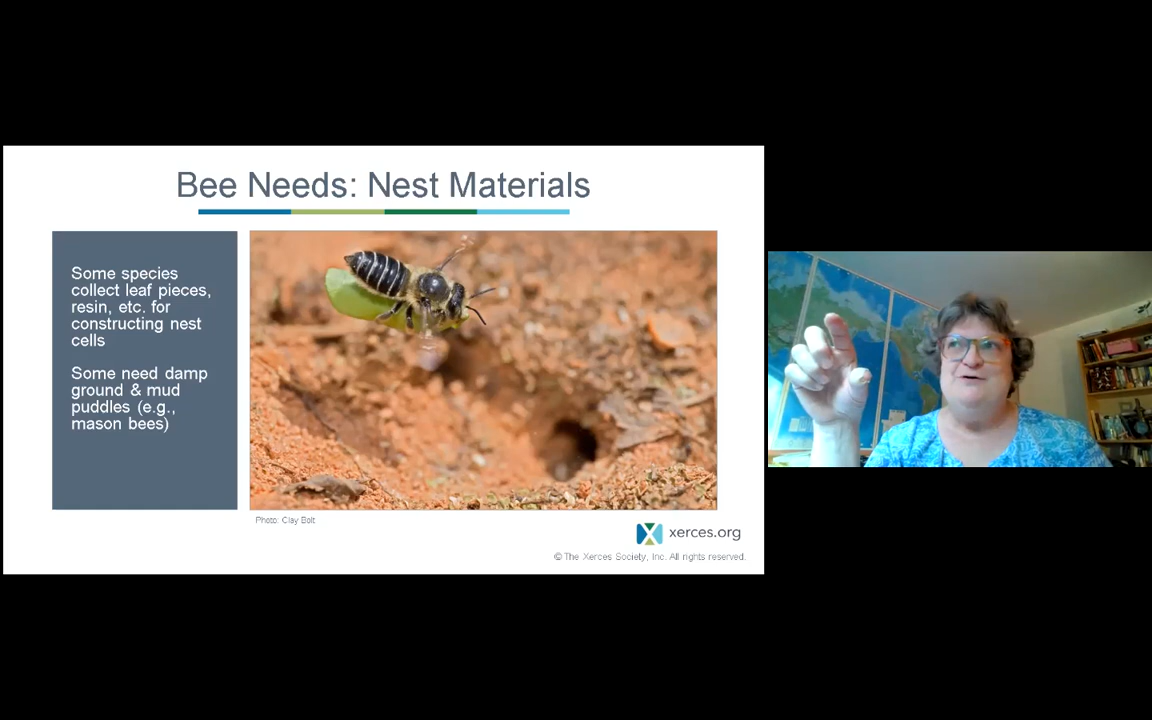 Bee Needs: Nest Materials
Some species
collect leaf pieces,
resin, etc. for
constructing nest
cells
Some need damp
ground & mud
puddles (e.g.,
mason bees)
Photo: Clay Bolt
xerces.org
© The Xerces Society, Inc. All rights reserved.